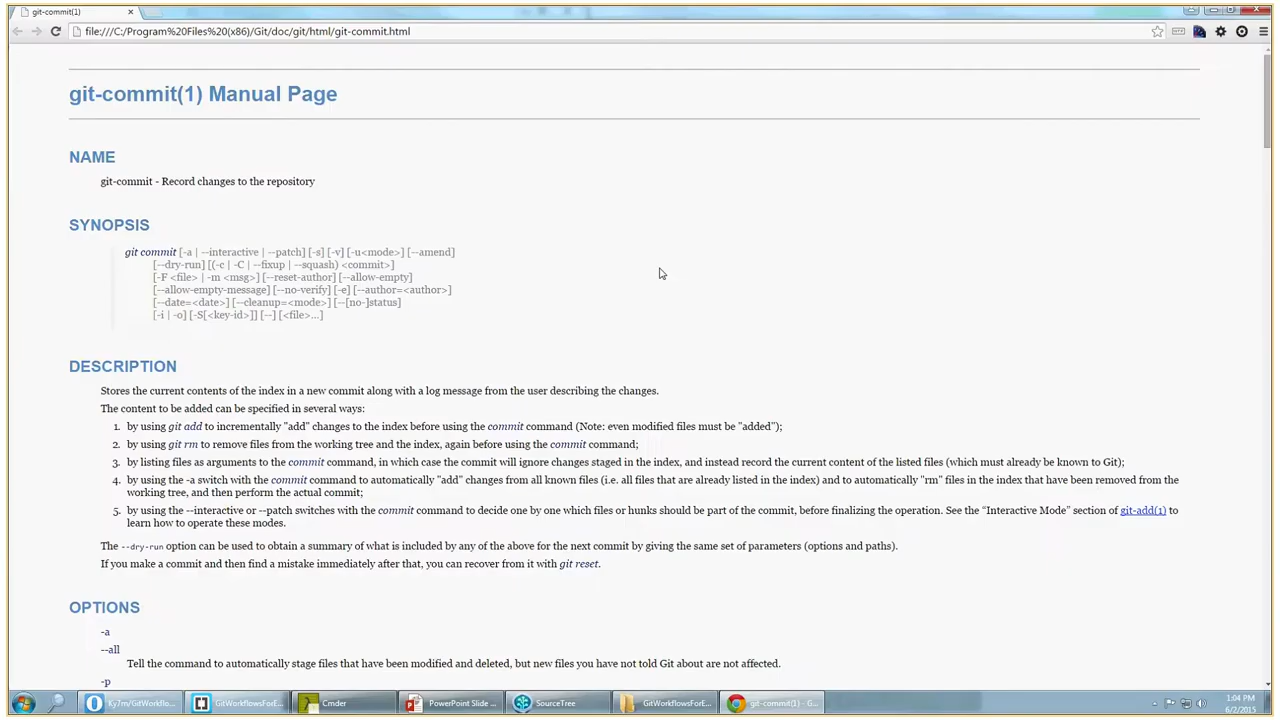 git-commit(1)
file:///C:/Program%20Files%20(x86)/Git/doc/git/html/git-commit.html
git-commit(1) Manual Page
NAME
git-commit - Record changes to the repository
SYNOPSIS
git commit [-a | --interactive | --patch] [-s] [-v] [-u<mode>] [--amend]
[--dry-run] [(-c | -C | --fixup | --squash) <commit>]
[-F <file> | -m <msg>] [--reset-author] [--allow-empty]
[--allow-empty-message] [--no-verify] [-e] [--author=<author>]
[--date=<date>] [--cleanup=<mode>] [--[no-]status]
[-i | -o] [-S[<key-id>]] [--] [<file>...]
DESCRIPTION
Stores the current contents of the index in a new commit along with a log message from the user describing the changes.
The content to be added can be specified in several ways:
1. by using git add to incrementally "add" changes to the index before using the commit command (Note: even modified files must be "added");
2. by using git rm to remove files from the working tree and the index, again before using the commit command;
3. by listing files as arguments to the commit command, in which case the commit will ignore changes staged in the index, and instead record the current content of the listed files (which must already be known to Git);
4. by using the -a switch with the commit command to automatically "add" changes from all known files (i.e. all files that are already listed in the index) and to automatically "rm" files in the index that have been removed from the
working tree, and then perform the actual commit;
5. by using the --interactive or --patch switches with the commit command to decide one by one which files or hunks should be part of the commit, before finalizing the operation. See the “Interactive Mode” section of git-add(1) to
learn how to operate these modes.
The --dry-run option can be used to obtain a summary of what is included by any of the above for the next commit by giving the same set of parameters (options and paths).
If you make a commit and then find a mistake immediately after that, you can recover from it with git reset.
OPTIONS
-a
--all
Tell the command to automatically stage files that have been modified and deleted, but new files you have not told Git about are not affected.
-p
Ky7m/GitWorkflo...
GitWorkflowsForE...
Cmder
PowerPoint Slide ...
SourceTree
GitWorkflowsForE...
git-commit(1) - G...
1:04 PM
6/2/2015